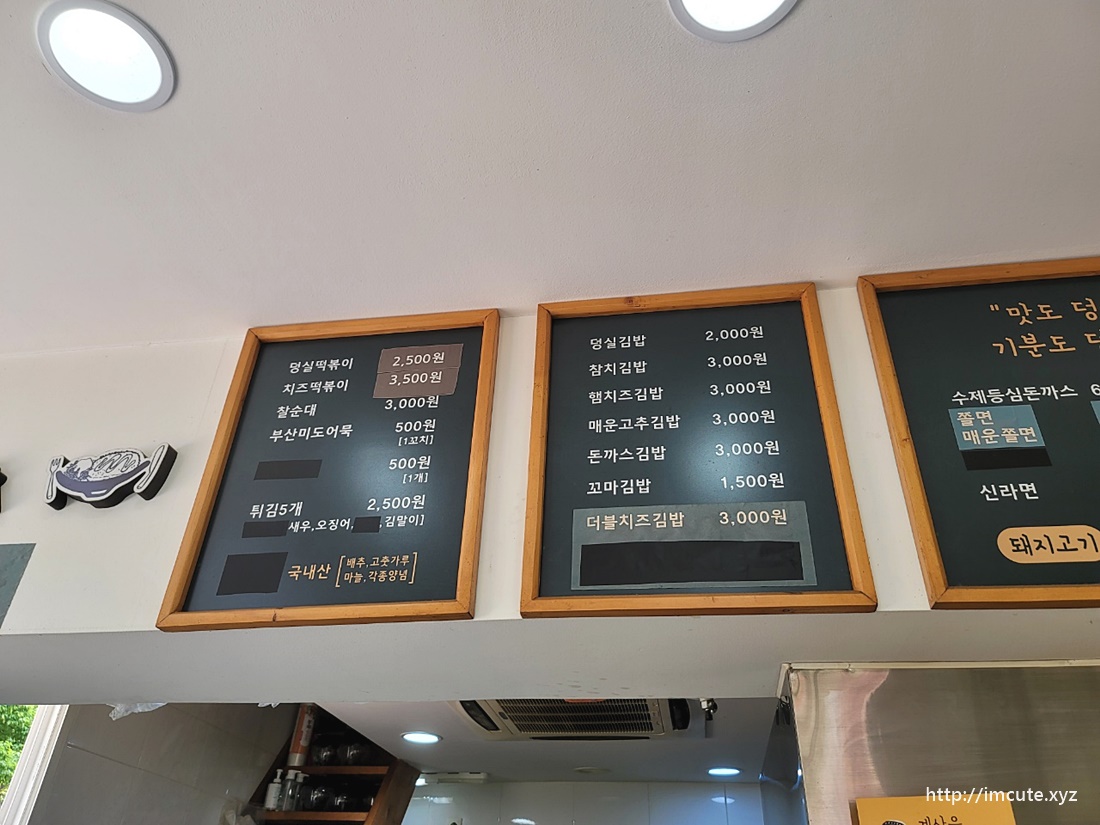 덩실떡볶이 2,500원
치즈떡볶이 3,500원
찰순대 3,000원
부산미도어묵 500원
[1꼬치]
500원
[1개]
튀김5개 2,500원
새우,오징어, ,김말이]
국내산 [배추,고춧가루
마늘,각종양념]
덩실김밥 2,000원
참치김밥 3,000원
햄치즈김밥 3,000원
매운고추김밥 3,000원
돈까스김밥 3,000원
꼬마김밥 1,500원
더블치즈김밥 3,000원
"맛도 덩
기분도
수제등심돈까스 6
쫄면
매운쫄면
신라면
돼지고기
http://imcute.xyz